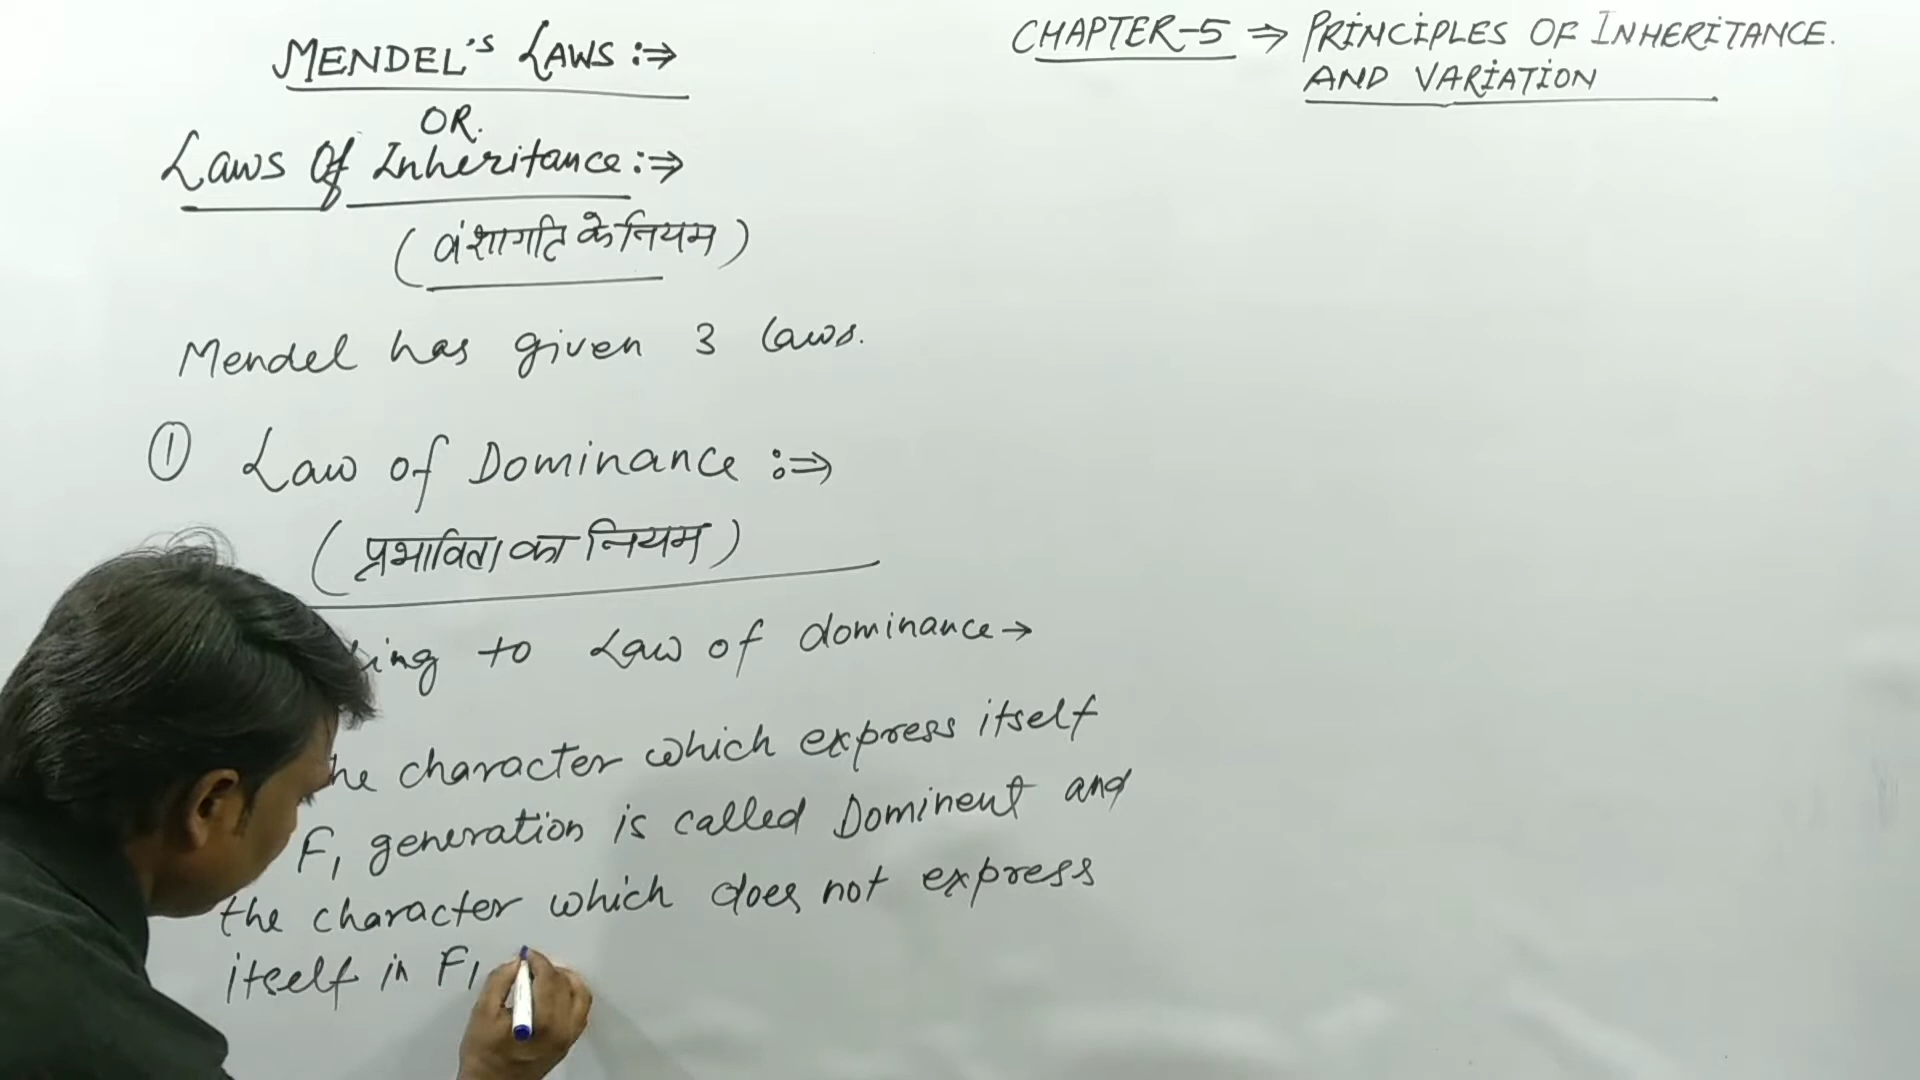 MENDEL'S LAWS :⇒
OR.
Laws Of Inheritance :⇒
(वंशागति के नियम)
Mendel has given 3 laws.
① Law of Dominance :⇒
(प्रभाविता का नियम)
to Law of dominance →
character which express itself
F₁ generation is called Dominent and
the character which does not express
itself in F₁
CHAPTER-5 ⇒ PRINCIPLES OF INHERITANCE.
AND VARIATION